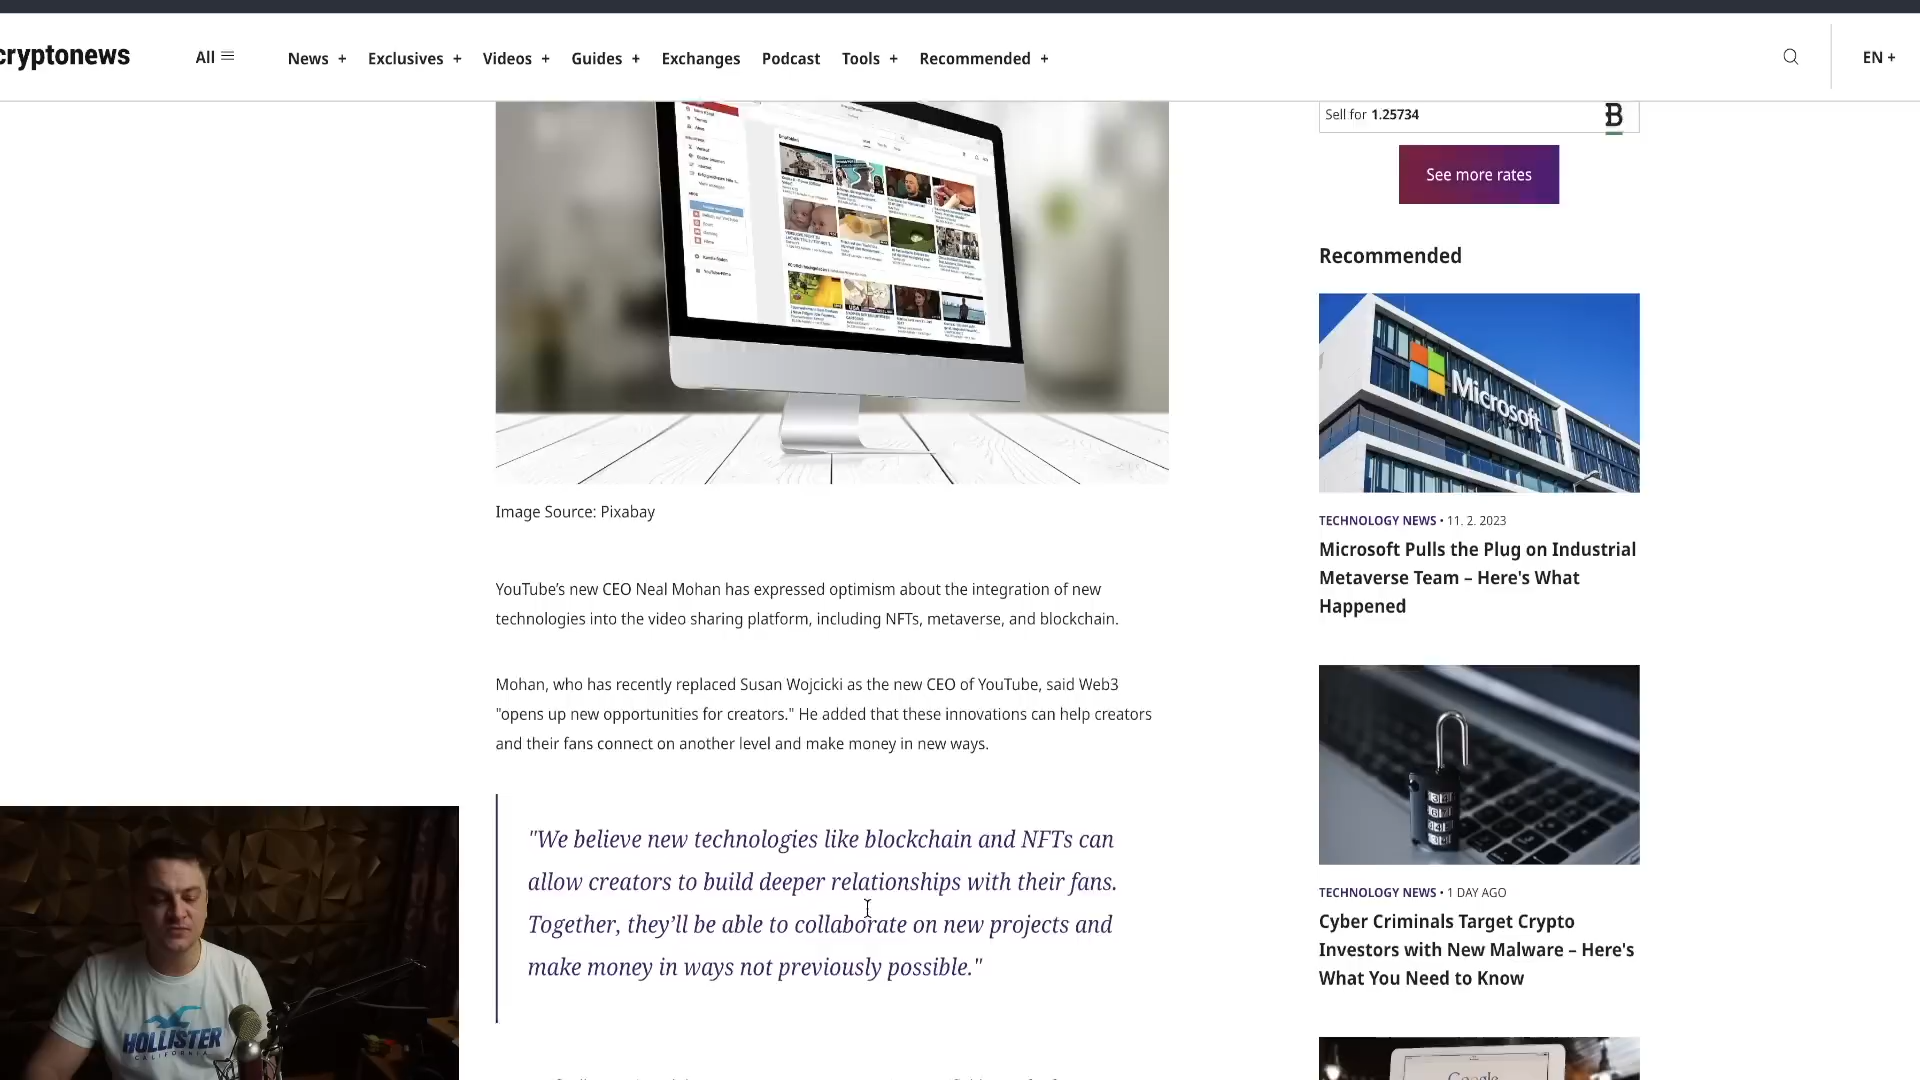 cryptonews
All
News +
Exclusives +
Videos +
Guides +
Exchanges
Podcast
Tools +
Recommended +
EN +
Sell for 1.25734
See more rates
Recommended
Microsoft
TECHNOLOGY NEWS • 11. 2. 2023
Microsoft Pulls the Plug on Industrial
Metaverse Team – Here's What
Happened
TECHNOLOGY NEWS • 1 DAY AGO
Cyber Criminals Target Crypto
Investors with New Malware – Here's
What You Need to Know
Google
Image Source: Pixabay
YouTube’s new CEO Neal Mohan has expressed optimism about the integration of new
technologies into the video sharing platform, including NFTs, metaverse, and blockchain.
Mohan, who has recently replaced Susan Wojcicki as the new CEO of YouTube, said Web3
"opens up new opportunities for creators." He added that these innovations can help creators
and their fans connect on another level and make money in new ways.
"We believe new technologies like blockchain and NFTs can
allow creators to build deeper relationships with their fans.
Together, they’ll be able to collaborate on new projects and
make money in ways not previously possible."
HOLLISTER
CALIFORNIA